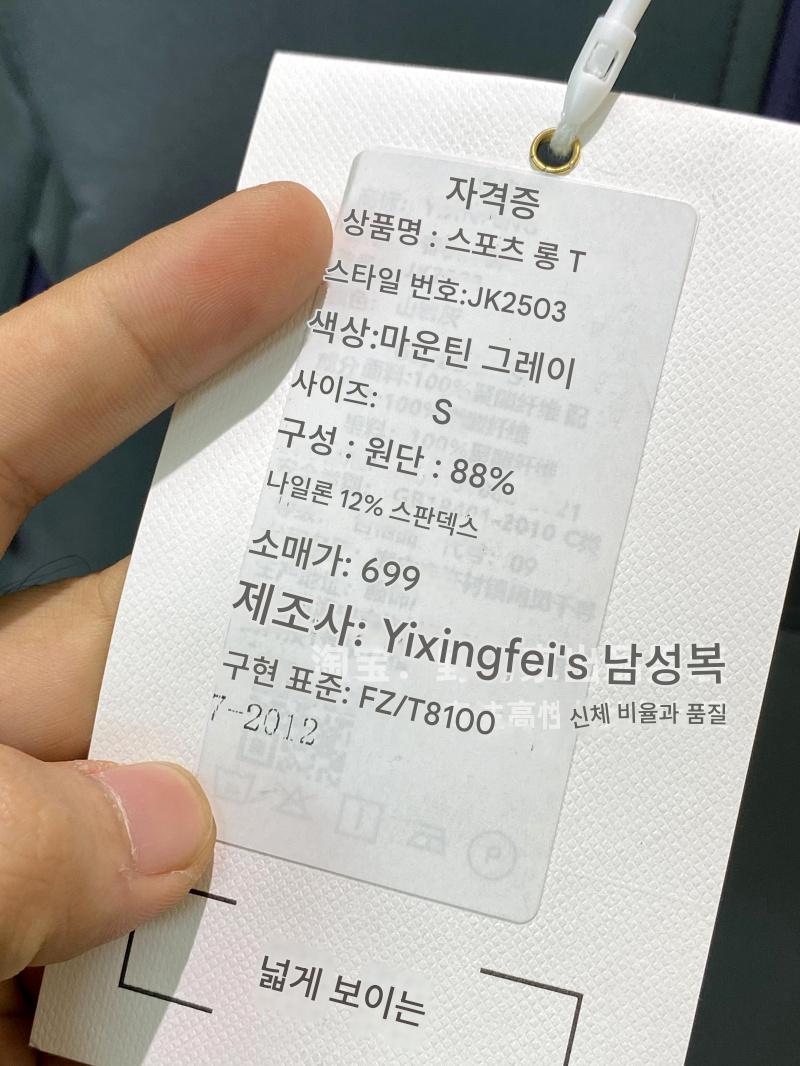 자격증
상품명 : 스포츠 롱 T
스타일 번호:JK2503
색상:마운틴 그레이
사이즈: S
구성 : 원단 : 88%
나일론 12% 스판덱스
소매가: 699
제조사: Yixingfei's 남성복
구현 표준: FZ/T8100
신체 비율과 품질
7-2012
넓게 보이는